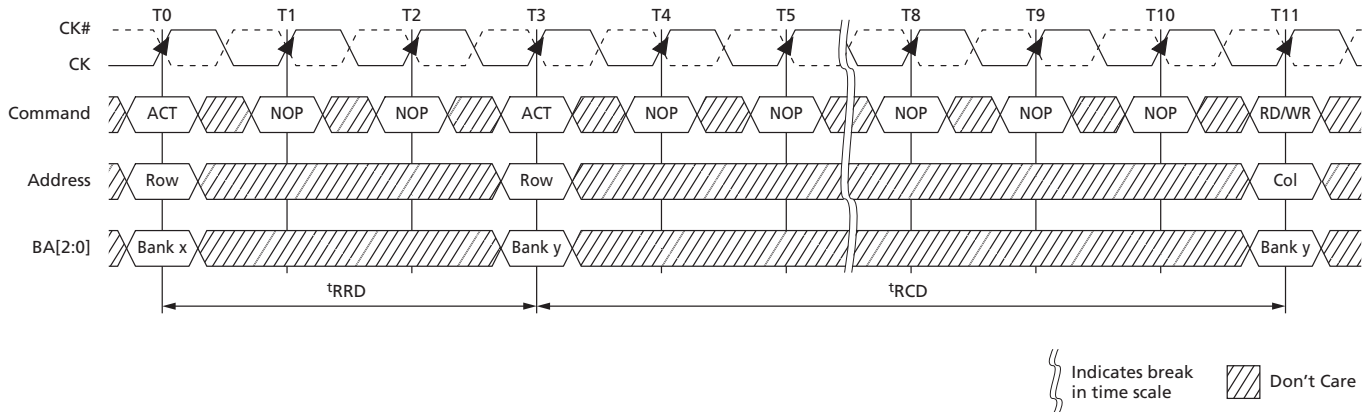 T0 T1 T2 T3 T4 T5 T8 T9 T10 T11
CK#
CK
Command ACT NOP NOP ACT NOP NOP NOP NOP NOP RD/WR
Address Row Row Col
BA[2:0] Bank x Bank y Bank y
tRRD tRCD
Indicates break
in time scale
Don't Care